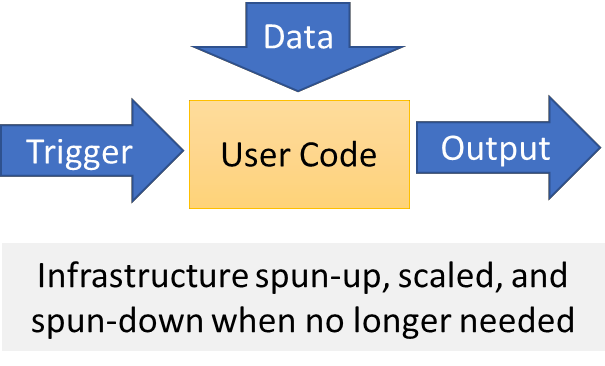 Data
Trigger
User Code
Output
Infrastructure spun-up, scaled, and
spun-down when no longer needed